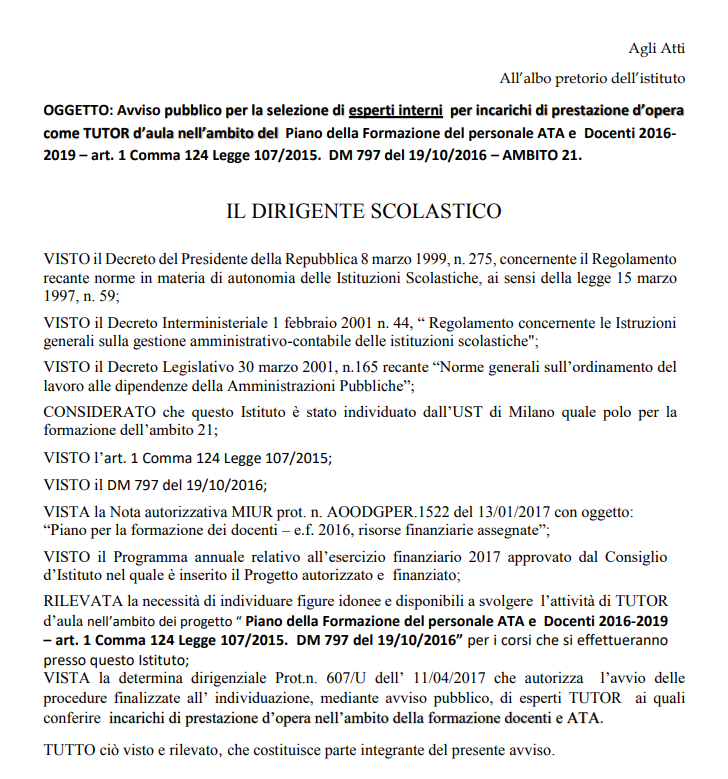 Agli Atti
All'albo pretorio dell'istituto
OGGETTO: Avviso pubblico per la selezione di esperti interni per incarichi di prestazione d'opera
come TUTOR d'aula nell'ambito del Piano della Formazione del personale ATA e Docenti 2016-
2019 – art. 1 Comma 124 Legge 107/2015. DM 797 del 19/10/2016 – AMBITO 21.
IL DIRIGENTE SCOLASTICO
VISTO il Decreto del Presidente della Repubblica 8 marzo 1999, n. 275, concernente il Regolamento
recante norme in materia di autonomia delle Istituzioni Scolastiche, ai sensi della legge 15 marzo
1997, n. 59;
VISTO il Decreto Interministeriale 1 febbraio 2001 n. 44, “ Regolamento concernente le Istruzioni
generali sulla gestione amministrativo-contabile delle istituzioni scolastiche";
VISTO il Decreto Legislativo 30 marzo 2001, n.165 recante “Norme generali sull'ordinamento del
lavoro alle dipendenze della Amministrazioni Pubbliche”;
CONSIDERATO che questo Istituto è stato individuato dall'UST di Milano quale polo per la
formazione dell'ambito 21;
VISTO l'art. 1 Comma 124 Legge 107/2015;
VISTO il DM 797 del 19/10/2016;
VISTA la Nota autorizzativa MIUR prot. n. AOODGPER.1522 del 13/01/2017 con oggetto:
“Piano per la formazione dei docenti – e.f. 2016, risorse finanziarie assegnate”;
VISTO il Programma annuale relativo all'esercizio finanziario 2017 approvato dal Consiglio
d'Istituto nel quale è inserito il Progetto autorizzato e finanziato;
RILEVATA la necessità di individuare figure idonee e disponibili a svolgere l'attività di TUTOR
d'aula nell'ambito dei progetto “ Piano della Formazione del personale ATA e Docenti 2016-2019
– art. 1 Comma 124 Legge 107/2015. DM 797 del 19/10/2016” per i corsi che si effettueranno
presso questo Istituto;
VISTA la determina dirigenziale Prot.n. 607/U dell' 11/04/2017 che autorizza l'avvio delle
procedure finalizzate all' individuazione, mediante avviso pubblico, di esperti TUTOR ai quali
conferire incarichi di prestazione d'opera nell'ambito della formazione docenti e ATA.
TUTTO ciò visto e rilevato, che costituisce parte integrante del presente avviso.